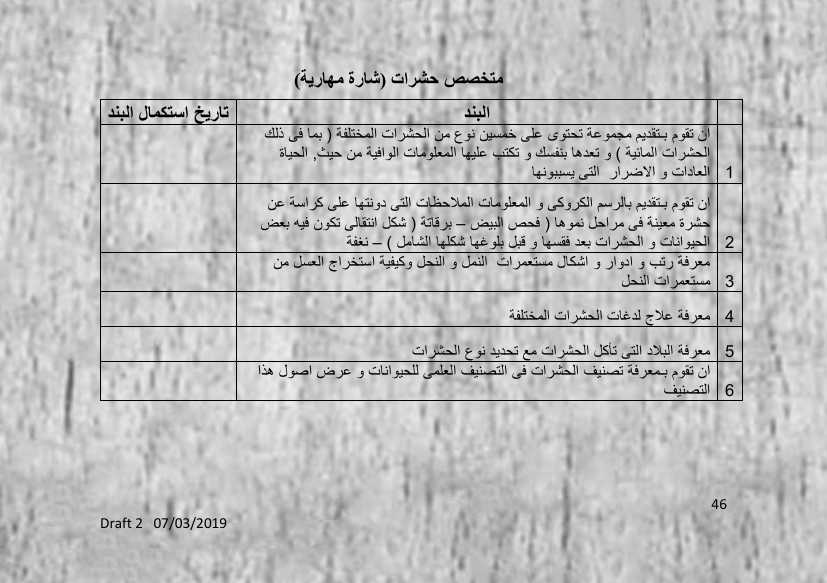 متخصص حشرات (شارة مهارية)
البند
تاريخ استكمال البند
1
ان تقوم بـتقديم مجموعة تحتوى على خمسين نوع من الحشرات المختلفة ( بما فى ذلك
الحشرات المائية ) و تعدها بنفسك و تكتب عليها المعلومات الوافية من حيث, الحياة
العادات و الاضرار التى يسببونها
2
ان تقوم بـتقديم بالرسم الكروكى و المعلومات الملاحظات التى دونتها على كراسة عن
حشرة معينة فى مراحل نموها ( فحص البيض – برقاتة ( شكل انتقالى تكون فيه بعض
الحيوانات و الحشرات بعد فقسها و قبل بلوغها شكلها الشامل ) – نغفة
3
معرفة رتب و ادوار و اشكال مستعمرات النمل و النحل وكيفية استخراج العسل من
مستعمرات النحل
4
معرفة علاج لدغات الحشرات المختلفة
5
معرفة البلاد التى تأكل الحشرات مع تحديد نوع الحشرات
6
ان تقوم بـمعرفة تصنيف الحشرات فى التصنيف العلمى للحيوانات و عرض اصول هذا
التصنيف
46
Draft 2 07/03/2019